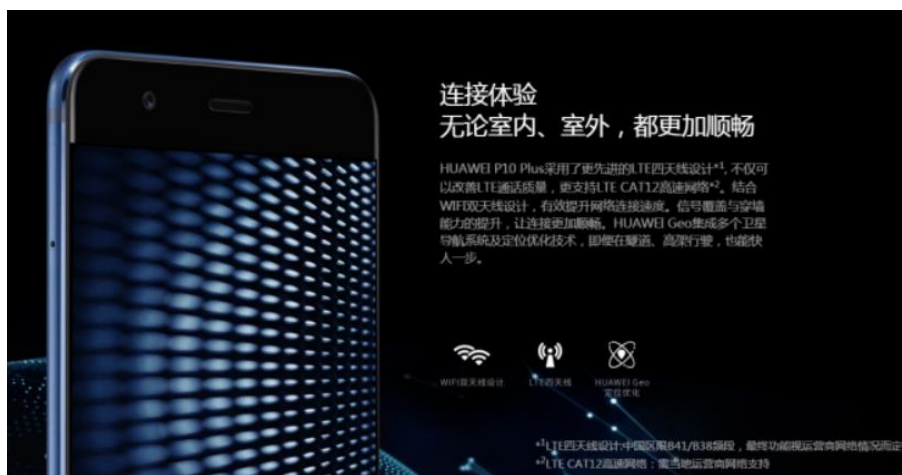 连接体验
无论室内、室外，都更加顺畅
HUAWEI P10 Plus采用了更先进的LTE四天线设计*1, 不仅可
以改善LTE通话质量，更支持LTE CAT12高速网络*2。结合
WIFI双天线设计，有效提升网络连接速度。信号覆盖与穿墙
能力的提升，让连接更加顺畅。HUAWEI Geo集成多个卫星
导航系统及定位优化技术，即便在隧道、高架行驶，也能快
人一步。
WIFI双天线设计
LTE四天线
HUAWEI Geo
定位优化
*1LTE四天线设计:中国区限B41/B38频段，最终功能视运营商网络情况而定
*2LTE CAT12高速网络：需当地运营商网络支持